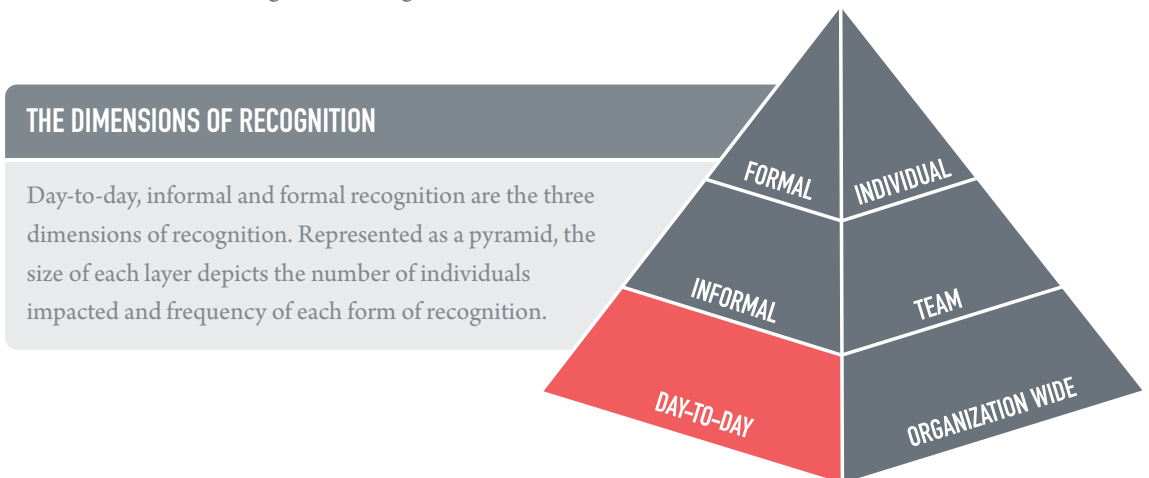 THE DIMENSIONS OF RECOGNITION
Day-to-day, informal and formal recognition are the three
dimensions of recognition. Represented as a pyramid, the
size of each layer depicts the number of individuals
impacted and frequency of each form of recognition.
FORMAL
INDIVIDUAL
INFORMAL
TEAM
DAY-TO-DAY
ORGANIZATION WIDE